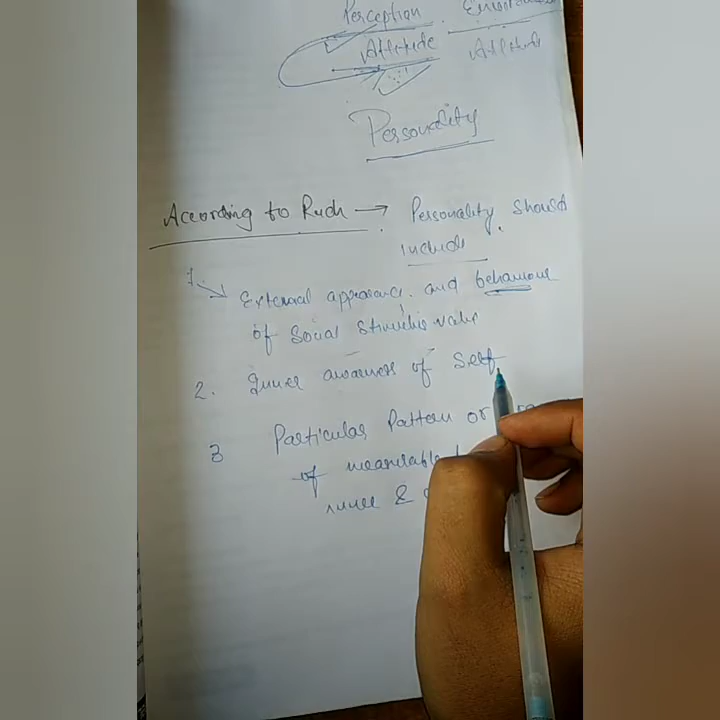 Perception
Attitude Attitude
Personality
According to Ruch → Personality should
include
1 External appearance and behaviour
of Social Stimulus value
2. Inner awareness of Self
3 Particular Pattern or
of measurable
inner &